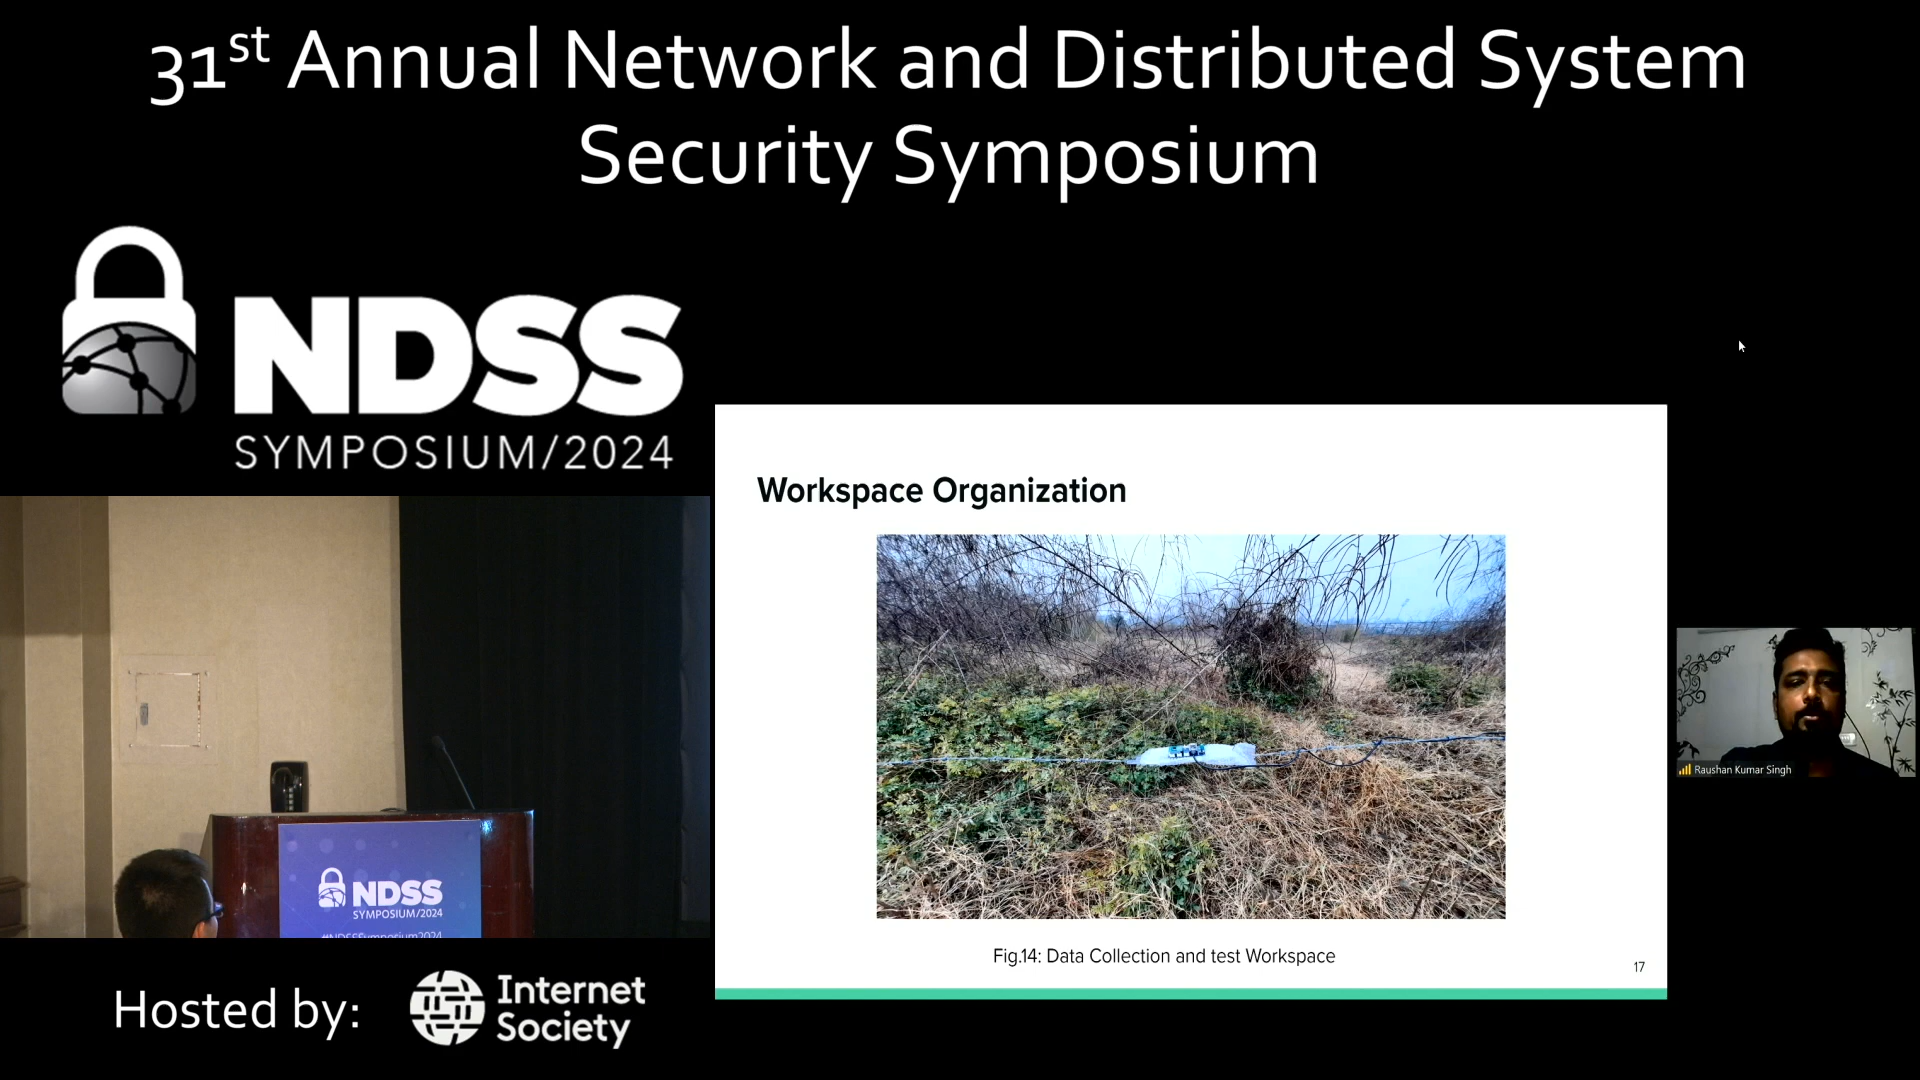 31st Annual Network and Distributed System
Security Symposium
NDSS
SYMPOSIUM/2024
Workspace Organization
Fig.14: Data Collection and test Workspace
17
Raushan Kumar Singh
NDSS
SYMPOSIUM/2024
#NDSSSymposium2024
Hosted by:
Internet
Society